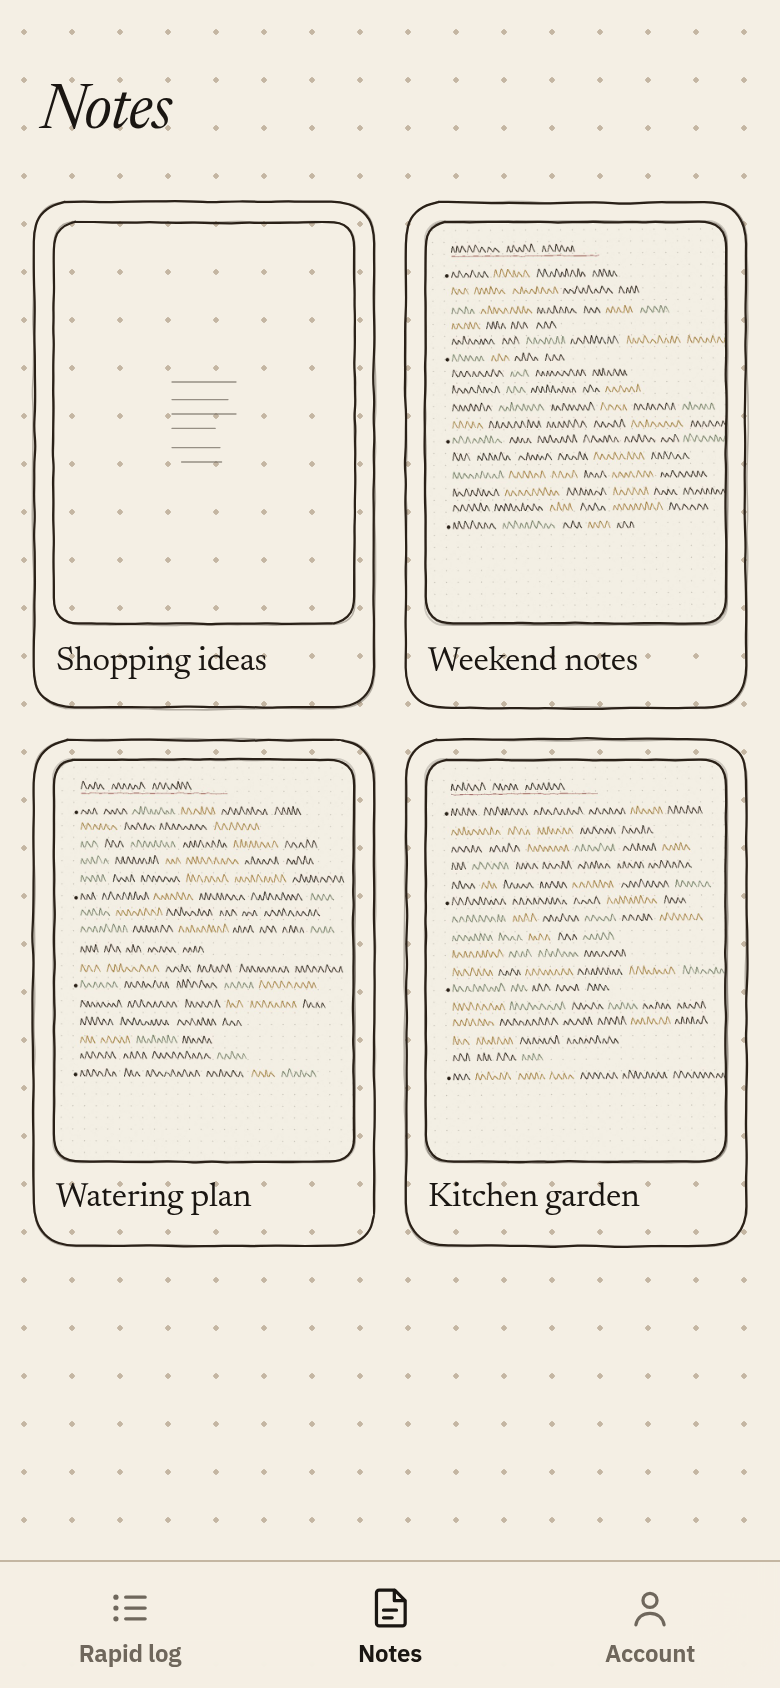 Notes
Shopping ideas
Weekend notes
Watering plan
Kitchen garden
Rapid log
Notes
Account